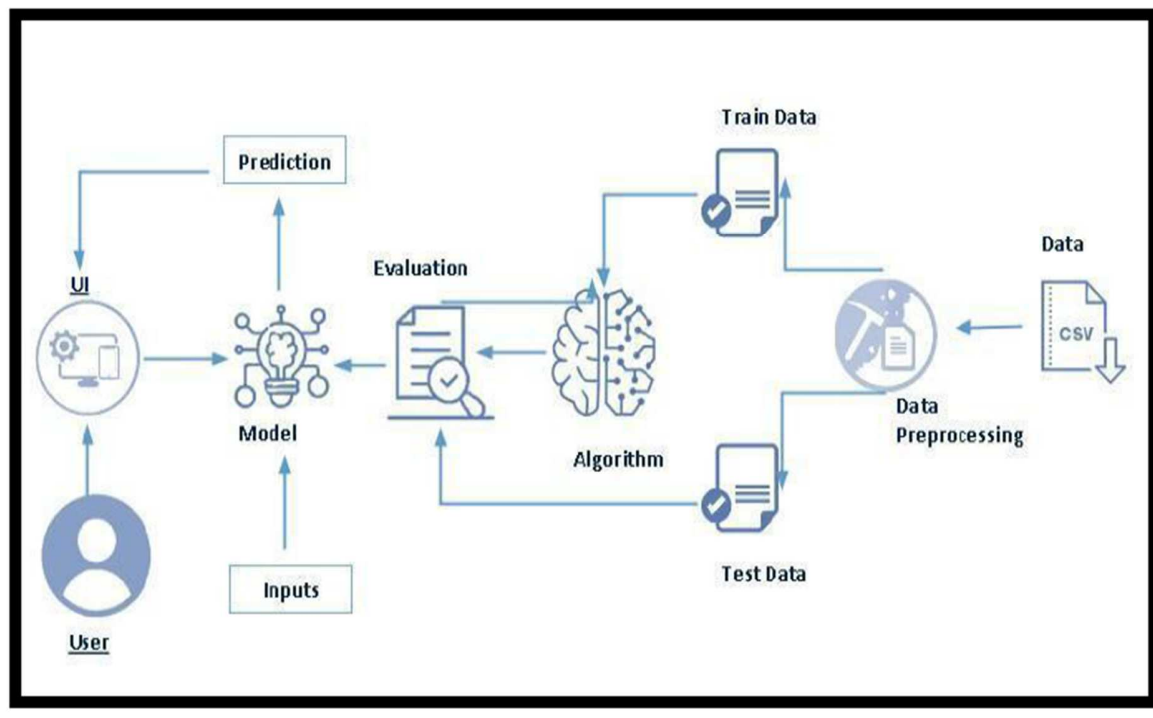 Train Data
Prediction
Data
Evaluation
UI
CSV
Data
Preprocessing
Model
Algorithm
Test Data
Inputs
User